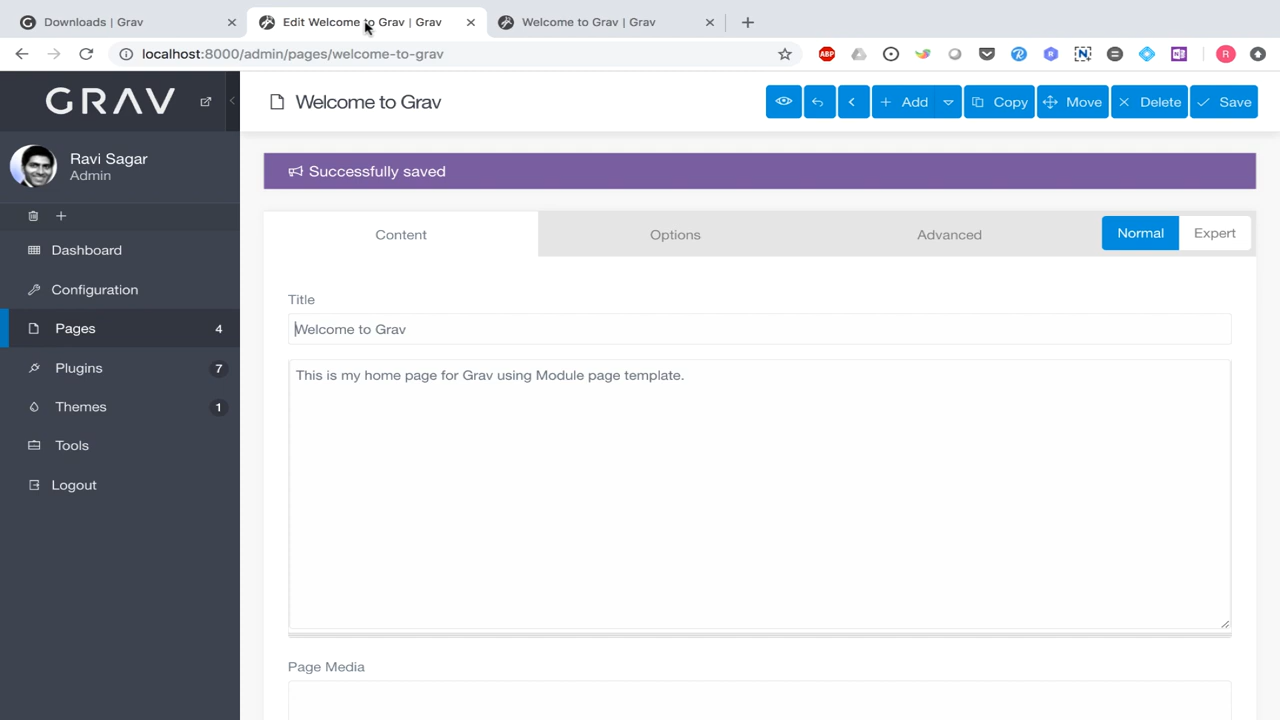 Downloads | Grav
Edit Welcome to Grav | Grav
Welcome to Grav | Grav
localhost:8000/admin/pages/welcome-to-grav
ABP
R
GRAV
Welcome to Grav
Add
Copy
Move
Delete
Save
Ravi Sagar
Admin
Successfully saved
Content
Options
Advanced
Normal
Expert
Dashboard
Configuration
Pages 4
Plugins 7
Themes 1
Tools
Logout
Title
Welcome to Grav
This is my home page for Grav using Module page template.
Page Media